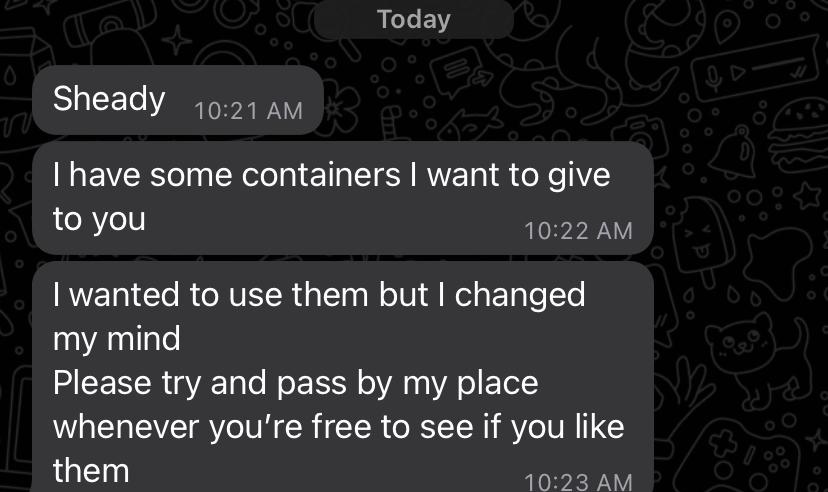 Today
Sheady
10:21 AM
I have some containers I want to give
to you
10:22 AM
I wanted to use them but I changed
my mind
Please try and pass by my place
whenever you’re free to see if you like
them
10:23 AM